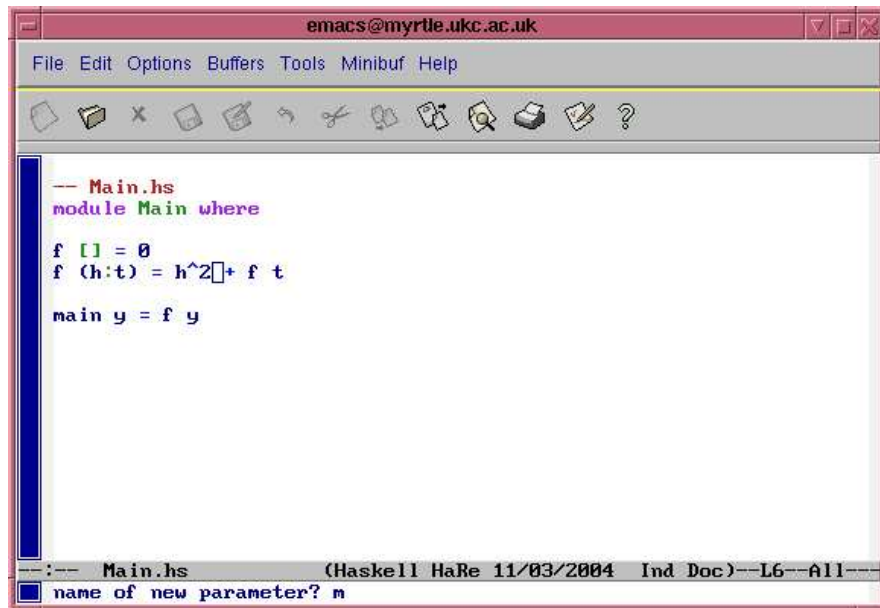 emacs@myrtle.ukc.ac.uk
File Edit Options Buffers Tools Minibuf Help
-- Main.hs
module Main where
f [] = 0
f (h:t) = h^2 + f t
main y = f y
--:-- Main.hs (Haskell HaRe 11/03/2004 Ind Doc)--L6--All---
name of new parameter? m